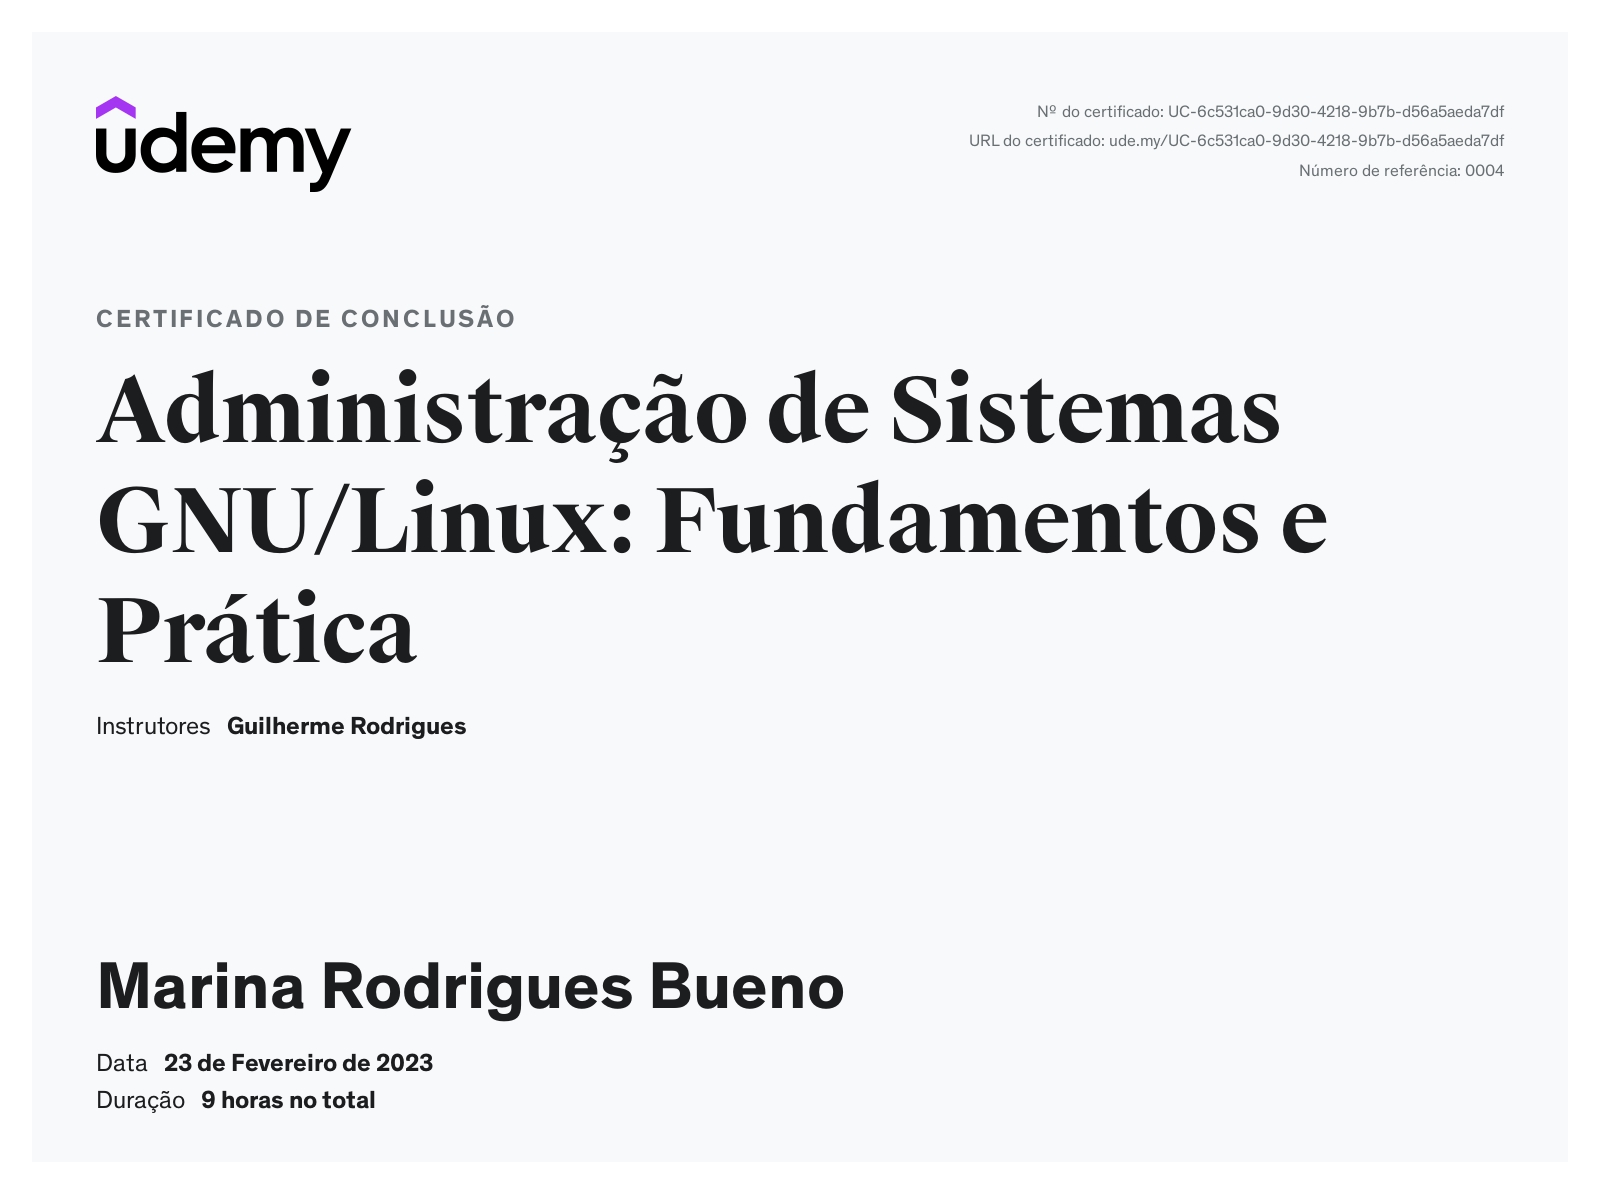 udemy
Nº do certificado: UC-6c531ca0-9d30-4218-9b7b-d56a5aeda7df
URL do certificado: ude.my/UC-6c531ca0-9d30-4218-9b7b-d56a5aeda7df
Número de referência: 0004
CERTIFICADO DE CONCLUSÃO
Administração de Sistemas
GNU/Linux: Fundamentos e
Prática
Instrutores Guilherme Rodrigues
Marina Rodrigues Bueno
Data 23 de Fevereiro de 2023
Duração 9 horas no total